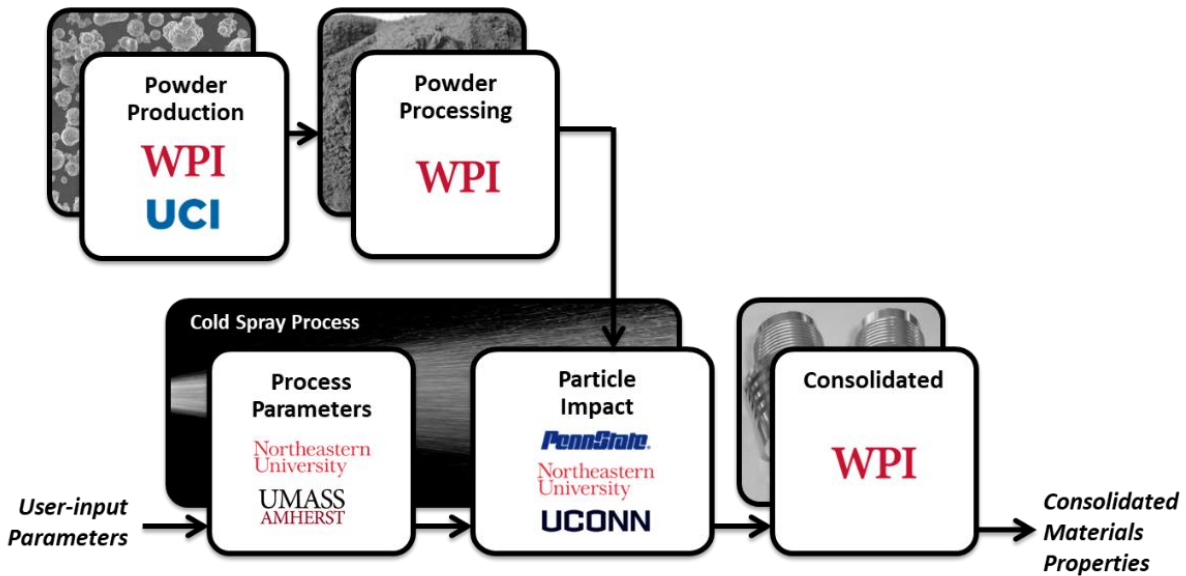 Powder
Production
WPI
UCI
Powder
Processing
WPI
Cold Spray Process
Process
Parameters
Northeastern
University
UMASS
AMHERST
Particle
Impact
PennState
Northeastern
University
UCONN
Consolidated
WPI
User-input
Parameters
Consolidated
Materials
Properties